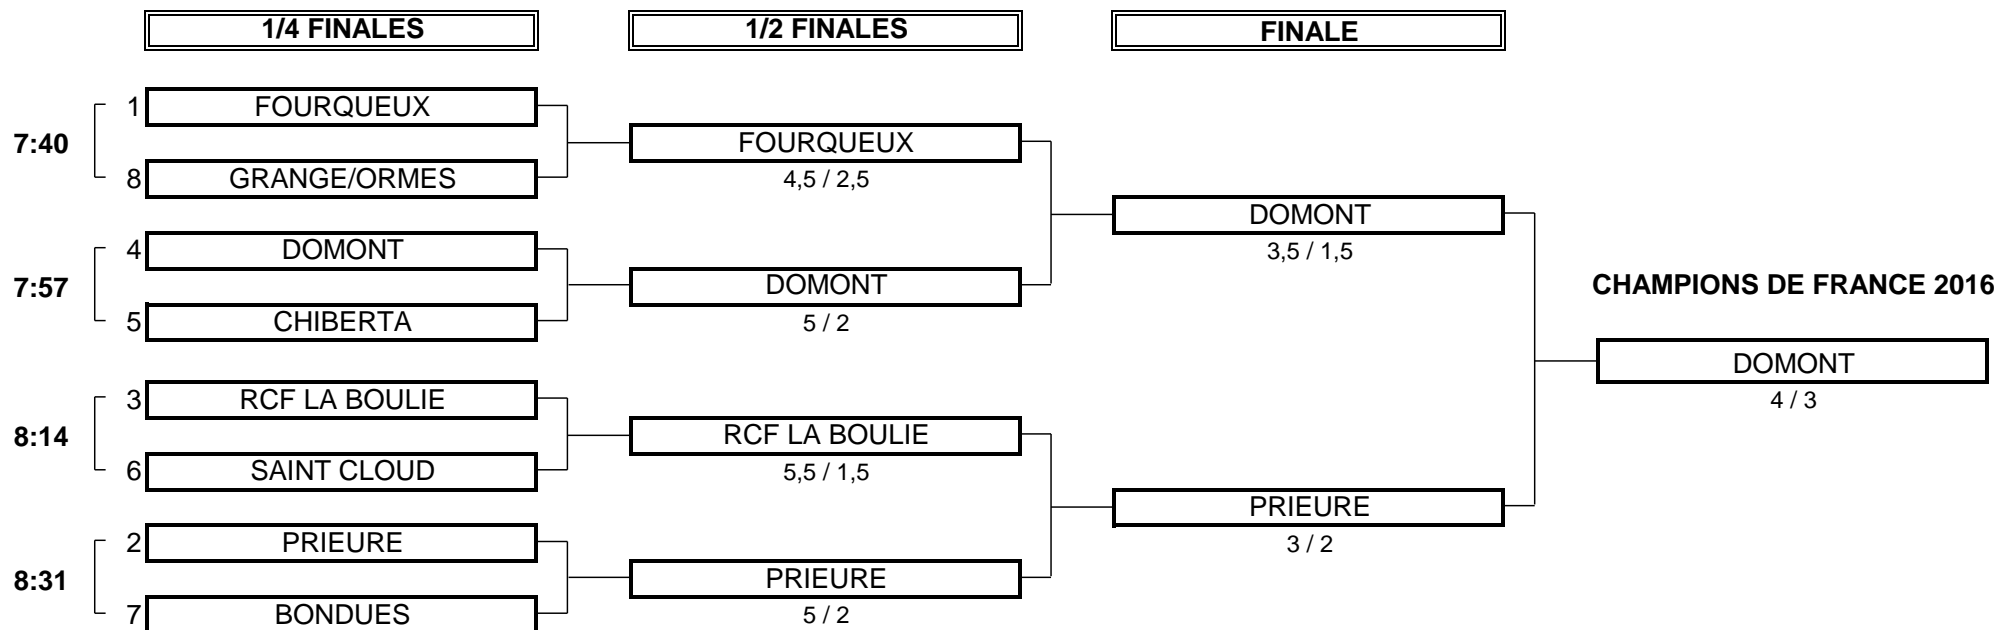 1/4 FINALES
1/2 FINALES
FINALE
1 FOURQUEUX
7:40
FOURQUEUX
8 GRANGE/ORMES
4,5 / 2,5
DOMONT
4 DOMONT
3,5 / 1,5
7:57
DOMONT
CHAMPIONS DE FRANCE 2016
5 CHIBERTA
5 / 2
DOMONT
4 / 3
3 RCF LA BOULIE
8:14
RCF LA BOULIE
6 SAINT CLOUD
5,5 / 1,5
PRIEURE
2 PRIEURE
3 / 2
8:31
PRIEURE
7 BONDUES
5 / 2